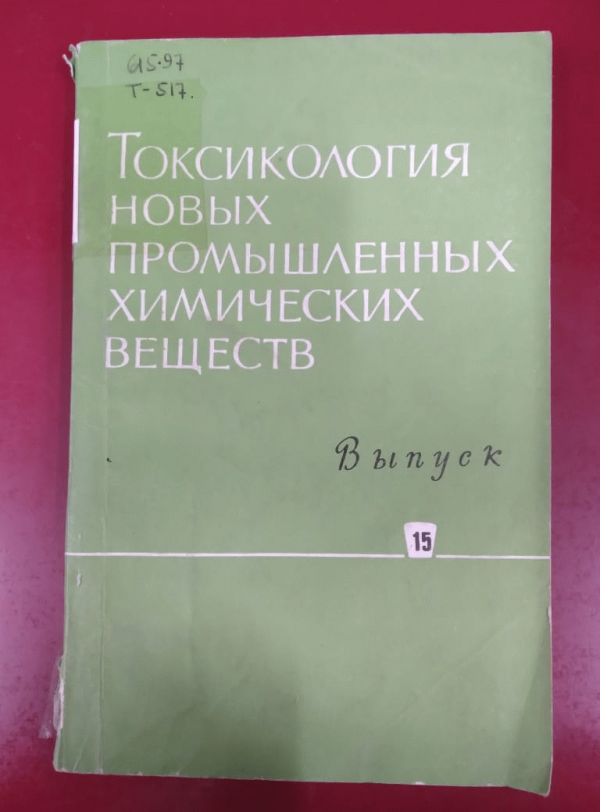 615.97
Т-517.
Токсикология
новых
промышленных
химических
веществ
Выпуск
15